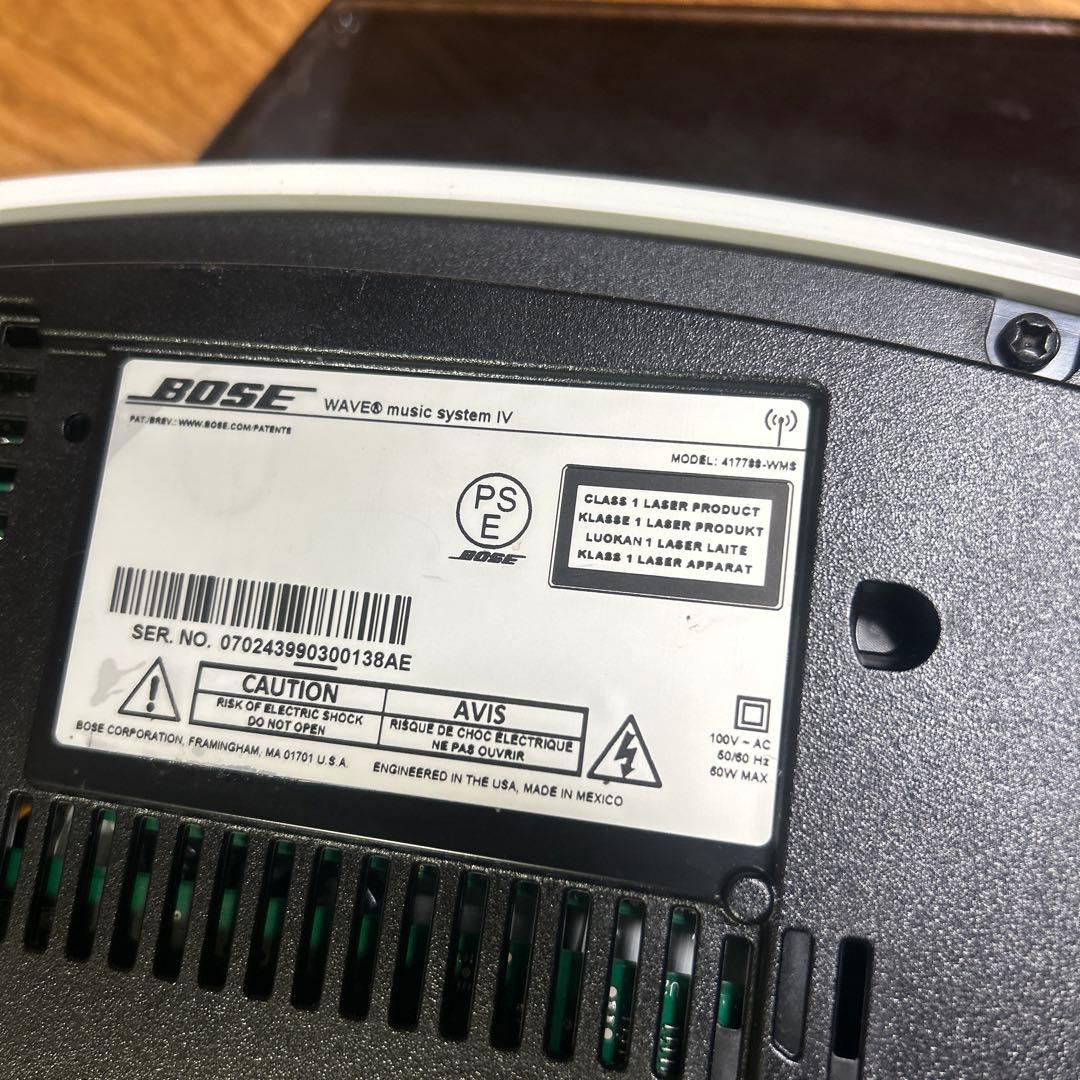 BOSE WAVE® music system IV
PAT./BREV.: WWW.BOSE.COM/PATENTS
MODEL: 417788-WMS
PS
E
BOSE
CLASS 1 LASER PRODUCT
KLASSE 1 LASER PRODUKT
LUOKAN 1 LASER LAITE
KLASS 1 LASER APPARAT
SER. NO. 070243990300138AE
CAUTION
RISK OF ELECTRIC SHOCK
DO NOT OPEN
AVIS
RISQUE DE CHOC ÉLECTRIQUE
NE PAS OUVRIR
100V ~ AC
50/60 Hz
60W MAX
BOSE CORPORATION, FRAMINGHAM, MA 01701 U.S.A.
ENGINEERED IN THE USA, MADE IN MEXICO